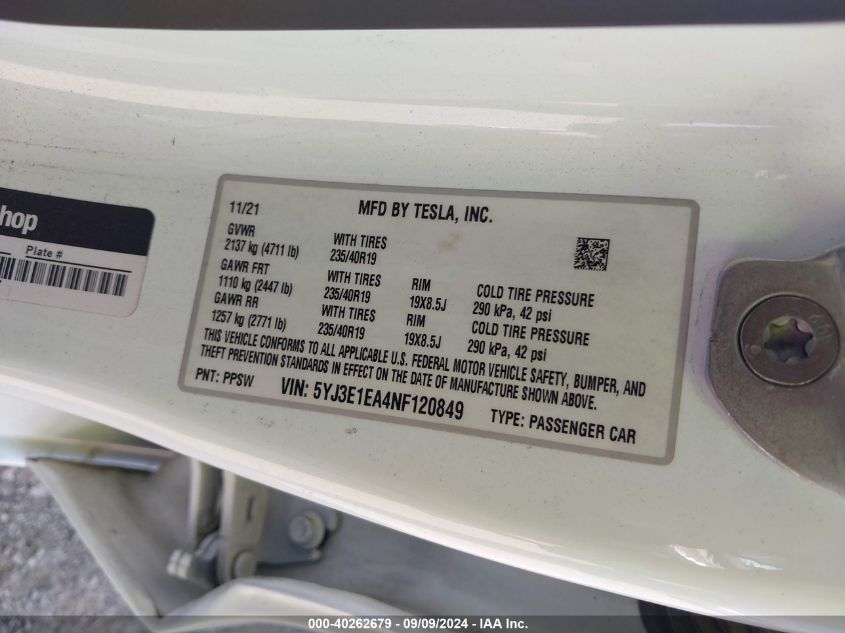 hop
Plate #
11/21
MFD BY TESLA, INC.
GVWR
2137 kg (4711 lb)
WITH TIRES
235/40R19
GAWR FRT
1110 kg (2447 lb)
WITH TIRES
235/40R19
RIM
19X8.5J
COLD TIRE PRESSURE
290 kPa, 42 psi
GAWR RR
1257 kg (2771 lb)
WITH TIRES
235/40R19
RIM
19X8.5J
COLD TIRE PRESSURE
290 kPa, 42 psi
THIS VEHICLE CONFORMS TO ALL APPLICABLE U.S. FEDERAL MOTOR VEHICLE SAFETY, BUMPER, AND
THEFT PREVENTION STANDARDS IN EFFECT ON THE DATE OF MANUFACTURE SHOWN ABOVE.
PNT: PPSW
VIN: 5YJ3E1EA4NF120849
TYPE: PASSENGER CAR
000-40262679 - 09/09/2024 - IAA Inc.